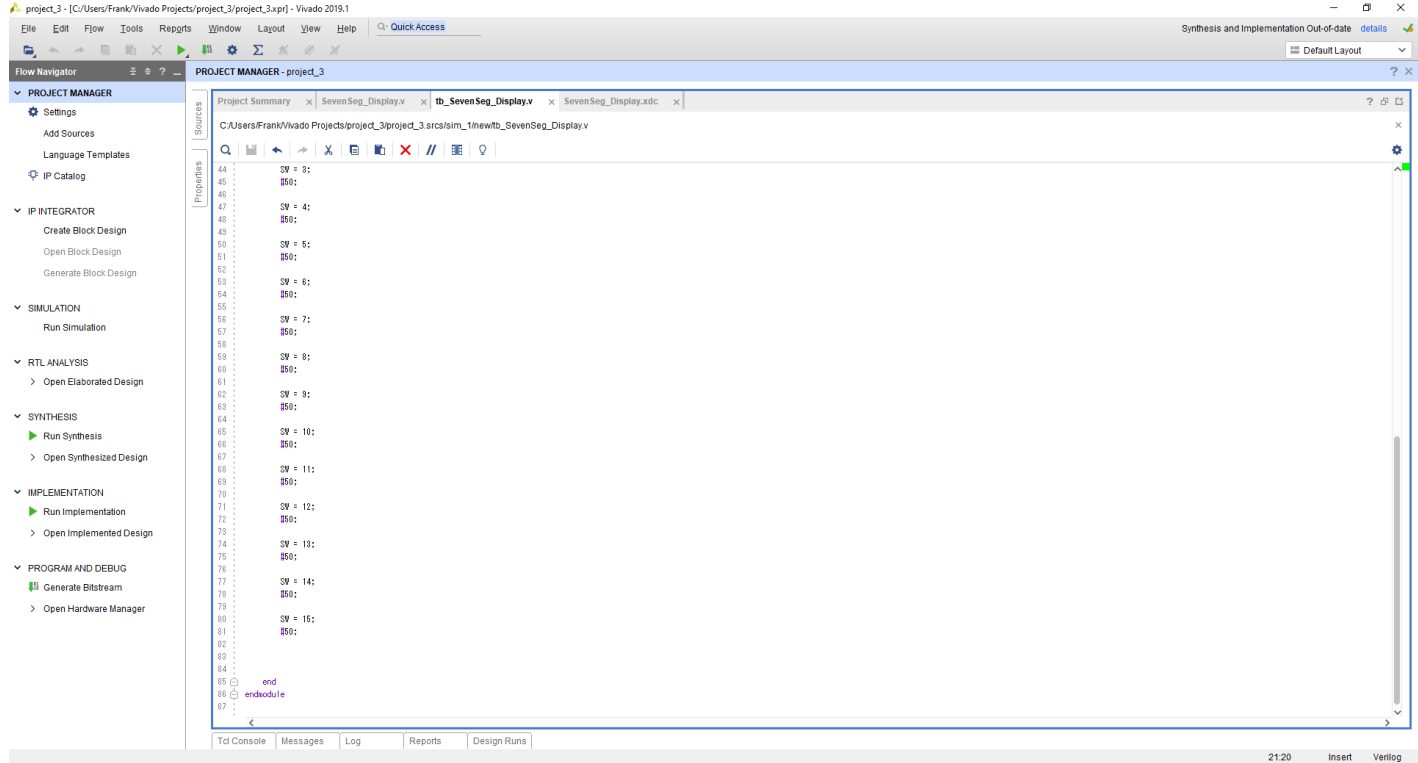 project_3 - [C:/Users/Frank/Vivado Projects/project_3/project_3.xpr] - Vivado 2019.1
File Edit Flow Tools Reports Window Layout View Help Quick Access
Synthesis and Implementation Out-of-date details
Default Layout
Flow Navigator
PROJECT MANAGER - project_3
PROJECT MANAGER
Settings
Add Sources
Language Templates
IP Catalog
IP INTEGRATOR
Create Block Design
Open Block Design
Generate Block Design
SIMULATION
Run Simulation
RTL ANALYSIS
Open Elaborated Design
SYNTHESIS
Run Synthesis
Open Synthesized Design
IMPLEMENTATION
Run Implementation
Open Implemented Design
PROGRAM AND DEBUG
Generate Bitstream
Open Hardware Manager
Sources
Properties
Project Summary SevenSeg_Display.v tb_SevenSeg_Display.v SevenSeg_Display.xdc
C:/Users/Frank/Vivado Projects/project_3/project_3.srcs/sim_1/new/tb_SevenSeg_Display.v
44 SW = 3;
45 #50;
46
47 SW = 4;
48 #50;
49
50 SW = 5;
51 #50;
52
53 SW = 6;
54 #50;
55
56 SW = 7;
57 #50;
58
59 SW = 8;
60 #50;
61
62 SW = 9;
63 #50;
64
65 SW = 10;
66 #50;
67
68 SW = 11;
69 #50;
70
71 SW = 12;
72 #50;
73
74 SW = 13;
75 #50;
76
77 SW = 14;
78 #50;
79
80 SW = 15;
81 #50;
82
83
84
85 end
86 endmodule
87
Tcl Console Messages Log Reports Design Runs
21:20 Insert Verilog